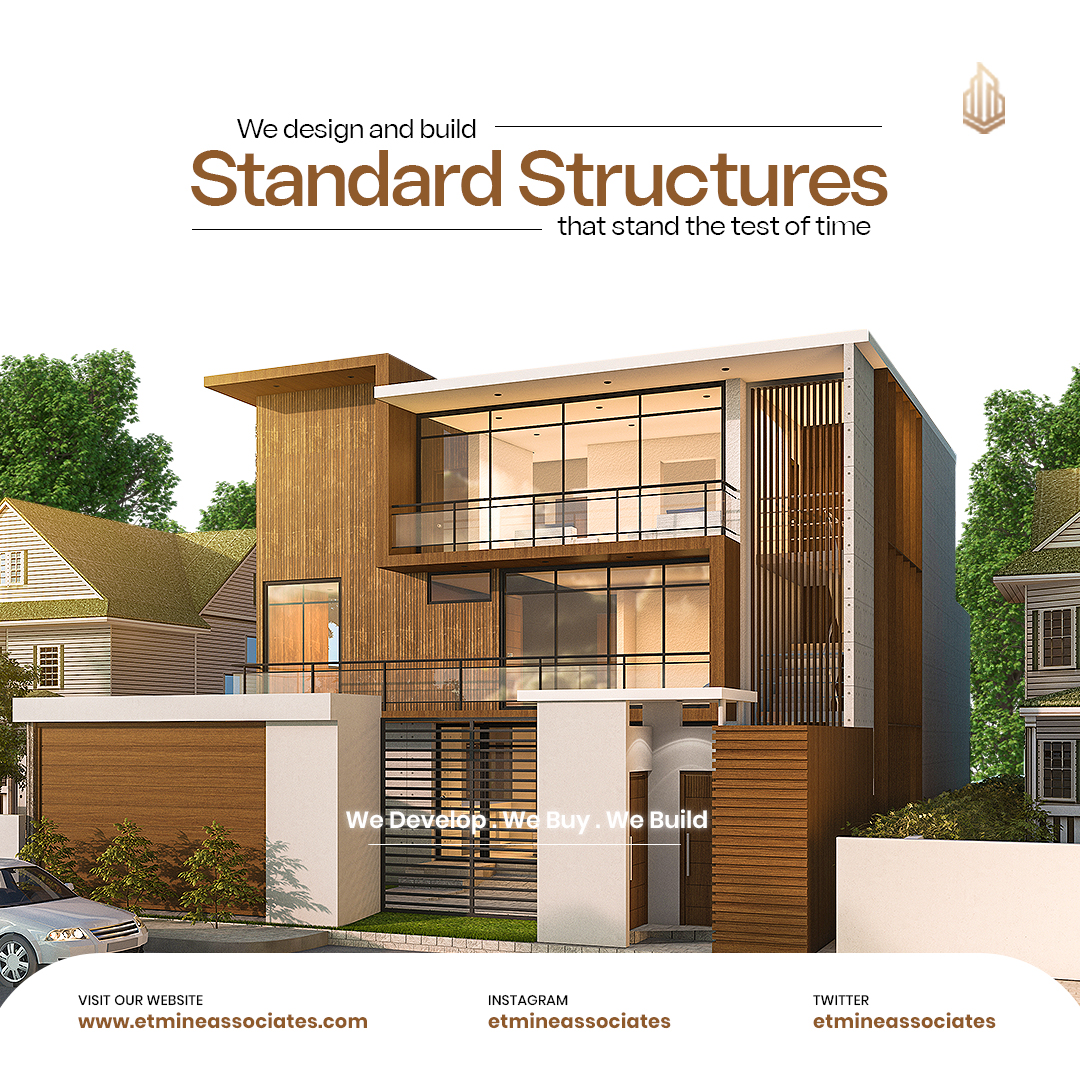 We design and build
Standard Structures
that stand the test of time
We Develop . We Buy . We Build
VISIT OUR WEBSITE
www.etmineassociates.com
INSTAGRAM
etmineassociates
TWITTER
etmineassociates